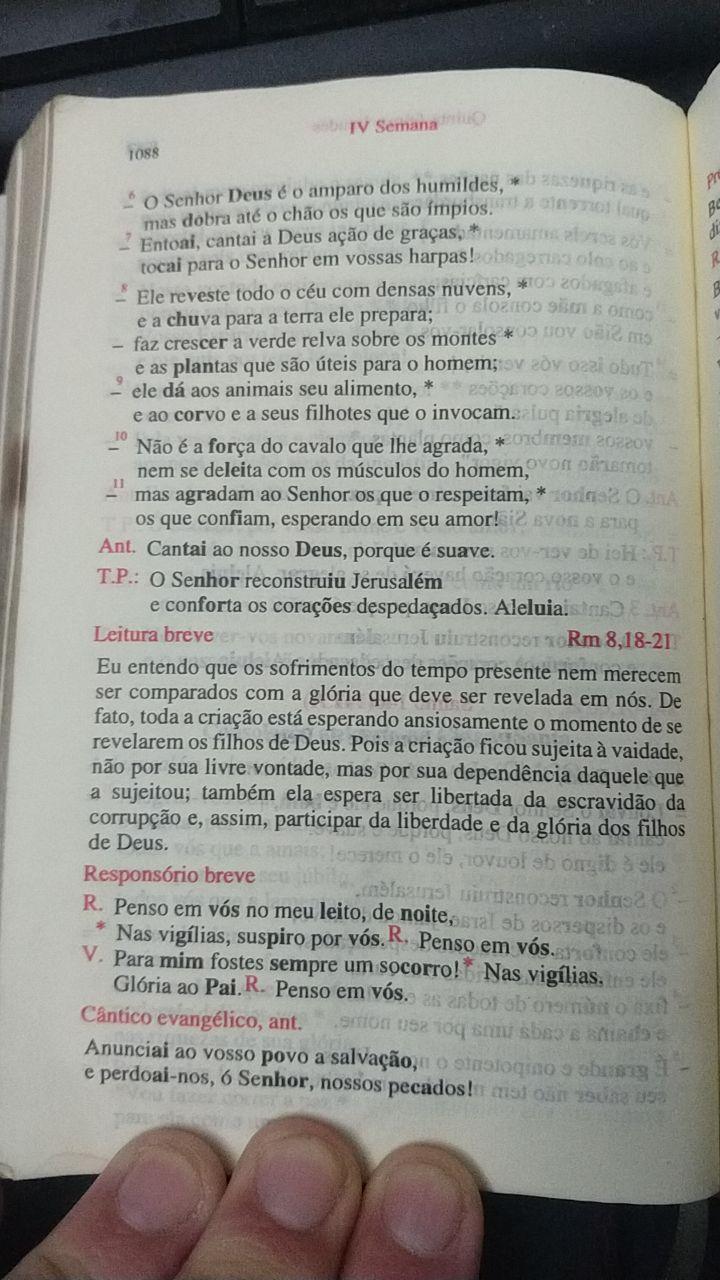 IV Semana
1088
– ⁶ O Senhor Deus é o amparo dos humildes, *
mas dobra até o chão os que são ímpios.
– ⁷ Entoai, cantai a Deus ação de graças, *
tocai para o Senhor em vossas harpas!
– ⁸ Ele reveste todo o céu com densas nuvens, *
e a chuva para a terra ele prepara;
– faz crescer a verde relva sobre os montes *
e as plantas que são úteis para o homem;
– ⁹ ele dá aos animais seu alimento, *
e ao corvo e a seus filhotes que o invocam.
– ¹⁰ Não é a força do cavalo que lhe agrada, *
nem se deleita com os músculos do homem,
– ¹¹ mas agradam ao Senhor os que o respeitam, *
os que confiam, esperando em seu amor!
Ant. Cantai ao nosso Deus, porque é suave.
T.P.: O Senhor reconstruiu Jerusalém
e conforta os corações despedaçados. Aleluia.
Leitura breve Rm 8,18-21
Eu entendo que os sofrimentos do tempo presente nem merecem
ser comparados com a glória que deve ser revelada em nós. De
fato, toda a criação está esperando ansiosamente o momento de se
revelarem os filhos de Deus. Pois a criação ficou sujeita à vaidade,
não por sua livre vontade, mas por sua dependência daquele que
a sujeitou; também ela espera ser libertada da escravidão da
corrupção e, assim, participar da liberdade e da glória dos filhos
de Deus.
Responsório breve
R. Penso em vós no meu leito, de noite,
* Nas vigílias, suspiro por vós. R. Penso em vós.
V. Para mim fostes sempre um socorro! * Nas vigílias.
Glória ao Pai. R. Penso em vós.
Cântico evangélico, ant.
Anunciai ao vosso povo a salvação,
e perdoai-nos, ó Senhor, nossos pecados!